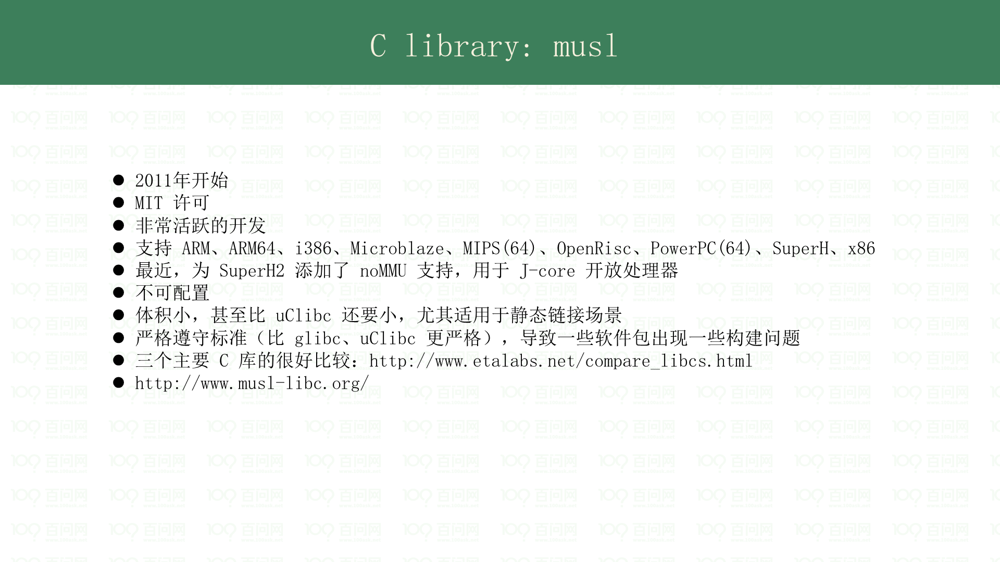 C library: musl
● 2011年开始
● MIT 许可
● 非常活跃的开发
● 支持 ARM、ARM64、i386、Microblaze、MIPS(64)、OpenRisc、PowerPC(64)、SuperH、x86
● 最近，为 SuperH2 添加了 noMMU 支持，用于 J-core 开放处理器
● 不可配置
● 体积小，甚至比 uClibc 还要小，尤其适用于静态链接场景
● 严格遵守标准（比 glibc、uClibc 更严格），导致一些软件包出现一些构建问题
● 三个主要 C 库的很好比较：http://www.etalabs.net/compare_libcs.html
● http://www.musl-libc.org/